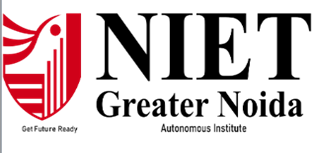 NIET
Greater Noida
Get Future Ready
Autonomous Institute